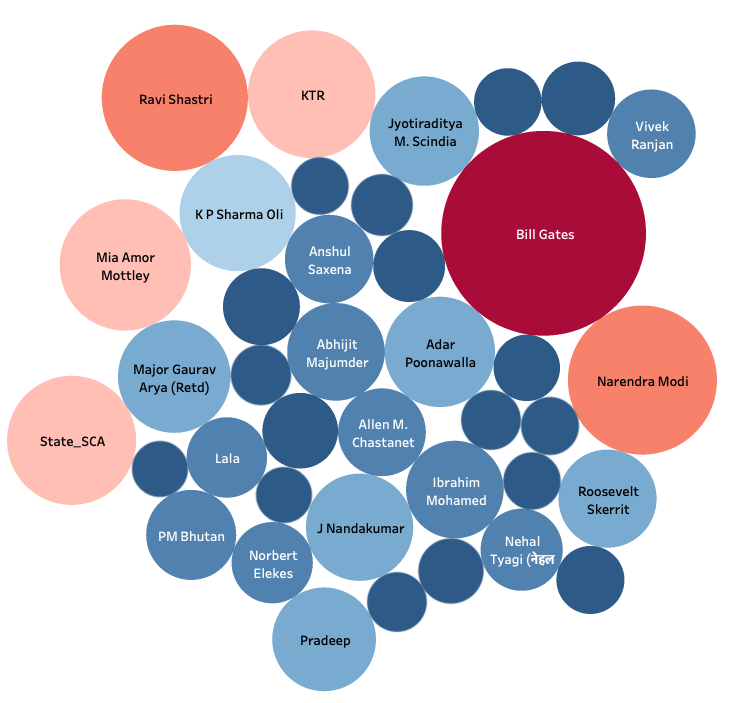 Ravi Shastri
KTR
Jyotiraditya
M. Scindia
Vivek
Ranjan
K P Sharma Oli
Bill Gates
Anshul
Saxena
Mia Amor
Mottley
Abhijit
Majumder
Adar
Poonawalla
Major Gaurav
Arya (Retd)
Narendra Modi
State_SCA
Allen M.
Chastanet
Lala
Ibrahim
Mohamed
Roosevelt
Skerrit
J Nandakumar
PM Bhutan
Nehal
Tyagi (नेहल
Norbert
Elekes
Pradeep